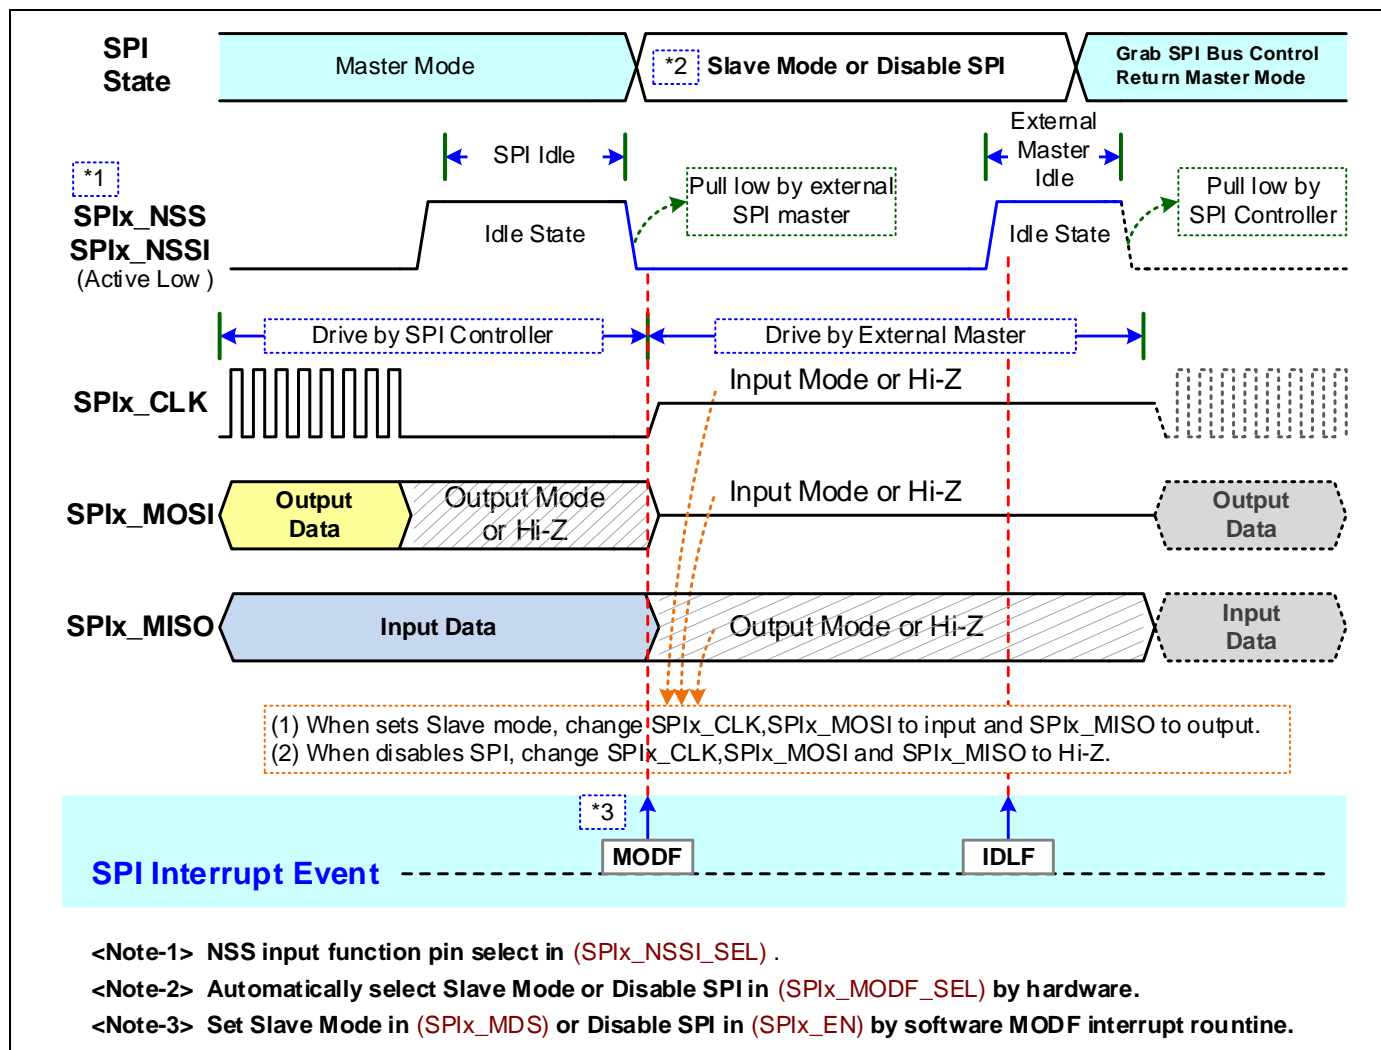 SPI
State
Master Mode
*2
Slave Mode or Disable SPI
Grab SPI Bus Control
Return Master Mode
SPI Idle
External
Master
Idle
*1
SPIx_NSS
SPIx_NSSI
(Active Low )
Idle State
Pull low by external
SPI master
Idle State
Pull low by
SPI Controller
Drive by SPI Controller
Drive by External Master
SPIx_CLK
Input Mode or Hi-Z
SPIx_MOSI
Output
Data
Output Mode
or Hi-Z
Input Mode or Hi-Z
Output
Data
SPIx_MISO
Input Data
Output Mode or Hi-Z
Input
Data
(1) When sets Slave mode, change SPIx_CLK,SPIx_MOSI to input and SPIx_MISO to output.
(2) When disables SPI, change SPIx_CLK,SPIx_MOSI and SPIx_MISO to Hi-Z.
*3
MODF
IDLF
SPI Interrupt Event
<Note-1> NSS input function pin select in (SPIx_NSSI_SEL) .
<Note-2> Automatically select Slave Mode or Disable SPI in (SPIx_MODF_SEL) by hardware.
<Note-3> Set Slave Mode in (SPIx_MDS) or Disable SPI in (SPIx_EN) by software MODF interrupt rountine.